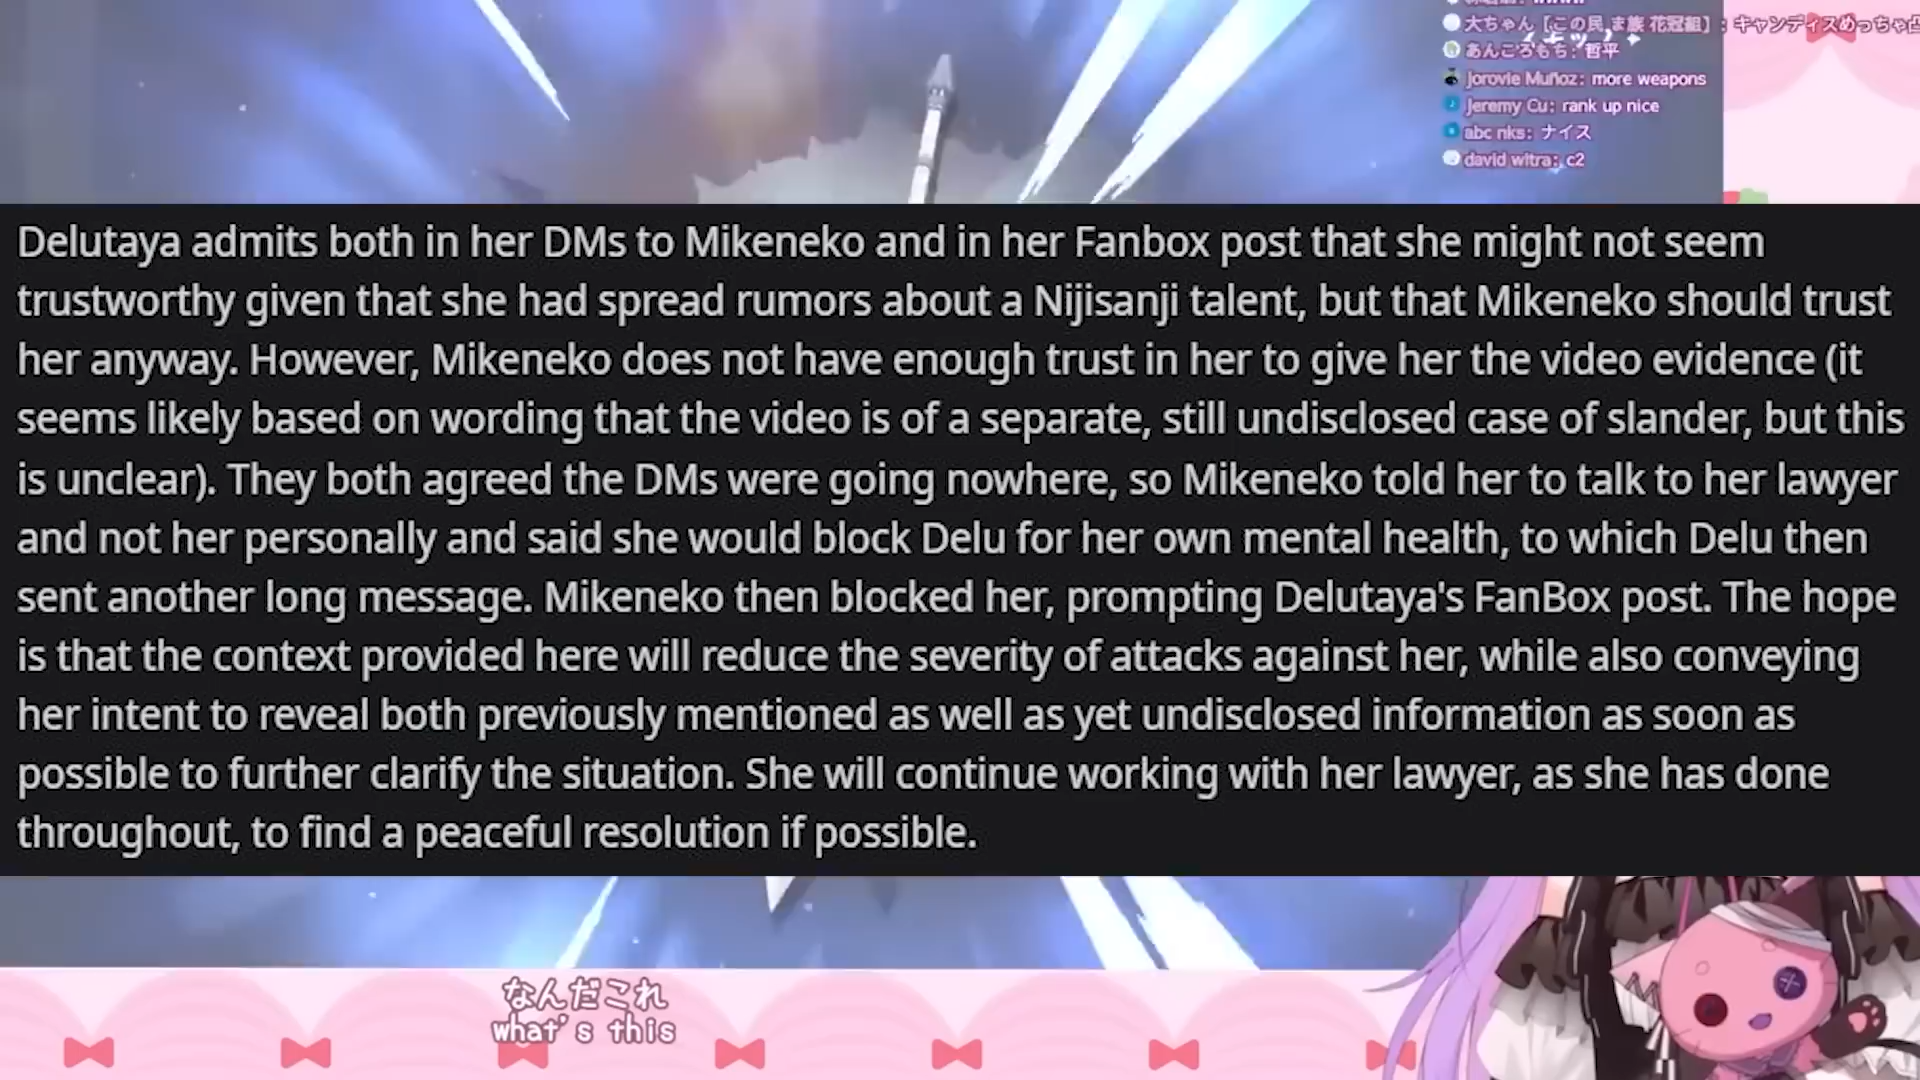 大ちゃん【この民_ま族 花冠組】: キャンディスめっちゃ凸
あんころもち: 哲平
Jorovie Muñoz: more weapons
Jeremy Cu: rank up nice
abc nks: ナイス
david witra: c2
Delutaya admits both in her DMs to Mikeneko and in her Fanbox post that she might not seem
trustworthy given that she had spread rumors about a Nijisanji talent, but that Mikeneko should trust
her anyway. However, Mikeneko does not have enough trust in her to give her the video evidence (it
seems likely based on wording that the video is of a separate, still undisclosed case of slander, but this
is unclear). They both agreed the DMs were going nowhere, so Mikeneko told her to talk to her lawyer
and not her personally and said she would block Delu for her own mental health, to which Delu then
sent another long message. Mikeneko then blocked her, prompting Delutaya's FanBox post. The hope
is that the context provided here will reduce the severity of attacks against her, while also conveying
her intent to reveal both previously mentioned as well as yet undisclosed information as soon as
possible to further clarify the situation. She will continue working with her lawyer, as she has done
throughout, to find a peaceful resolution if possible.
なんだこれ
what's this